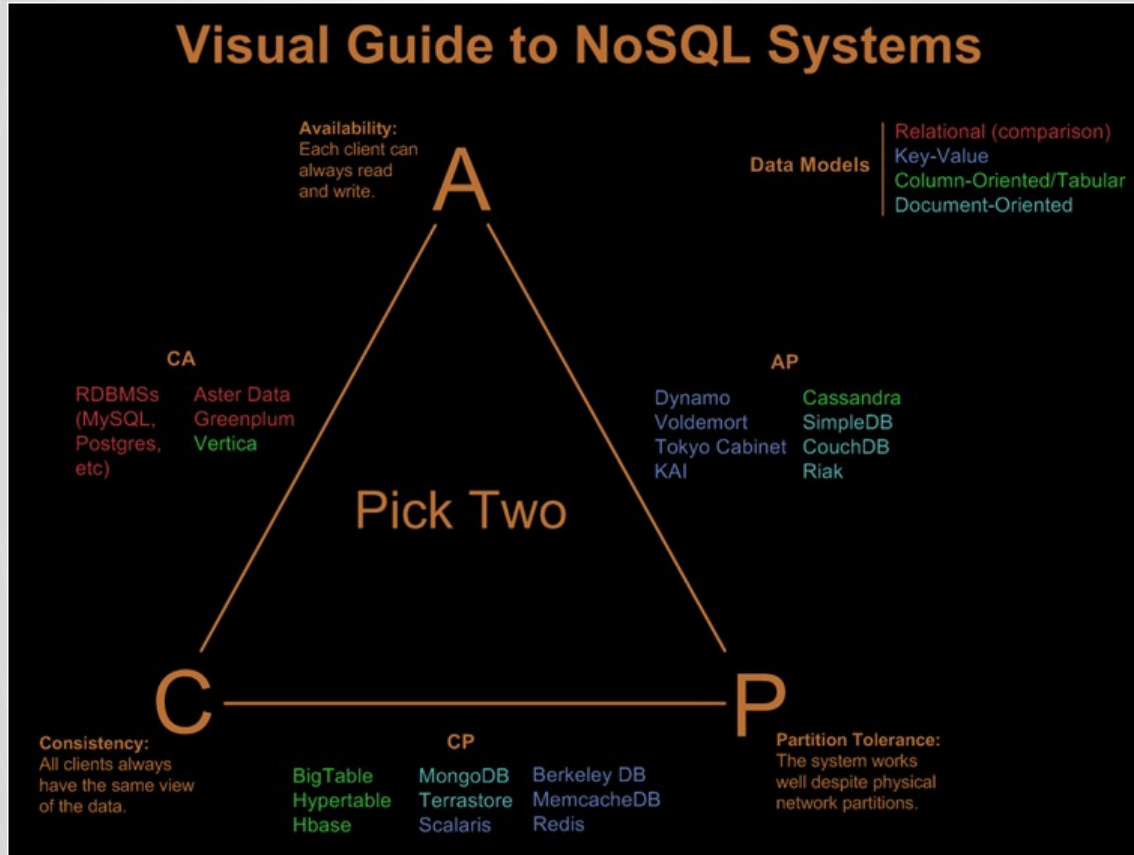 Visual Guide to NoSQL Systems
Availability:
Each client can
always read
and write.
A
Data Models
Relational (comparison)
Key-Value
Column-Oriented/Tabular
Document-Oriented
CA
RDBMSs
(MySQL,
Postgres,
etc)
Aster Data
Greenplum
Vertica
AP
Dynamo
Voldemort
Tokyo Cabinet
KAI
Cassandra
SimpleDB
CouchDB
Riak
Pick Two
C
P
Consistency:
All clients always
have the same view
of the data.
CP
BigTable
Hypertable
Hbase
MongoDB
Terrastore
Scalaris
Berkeley DB
MemcacheDB
Redis
Partition Tolerance:
The system works
well despite physical
network partitions.